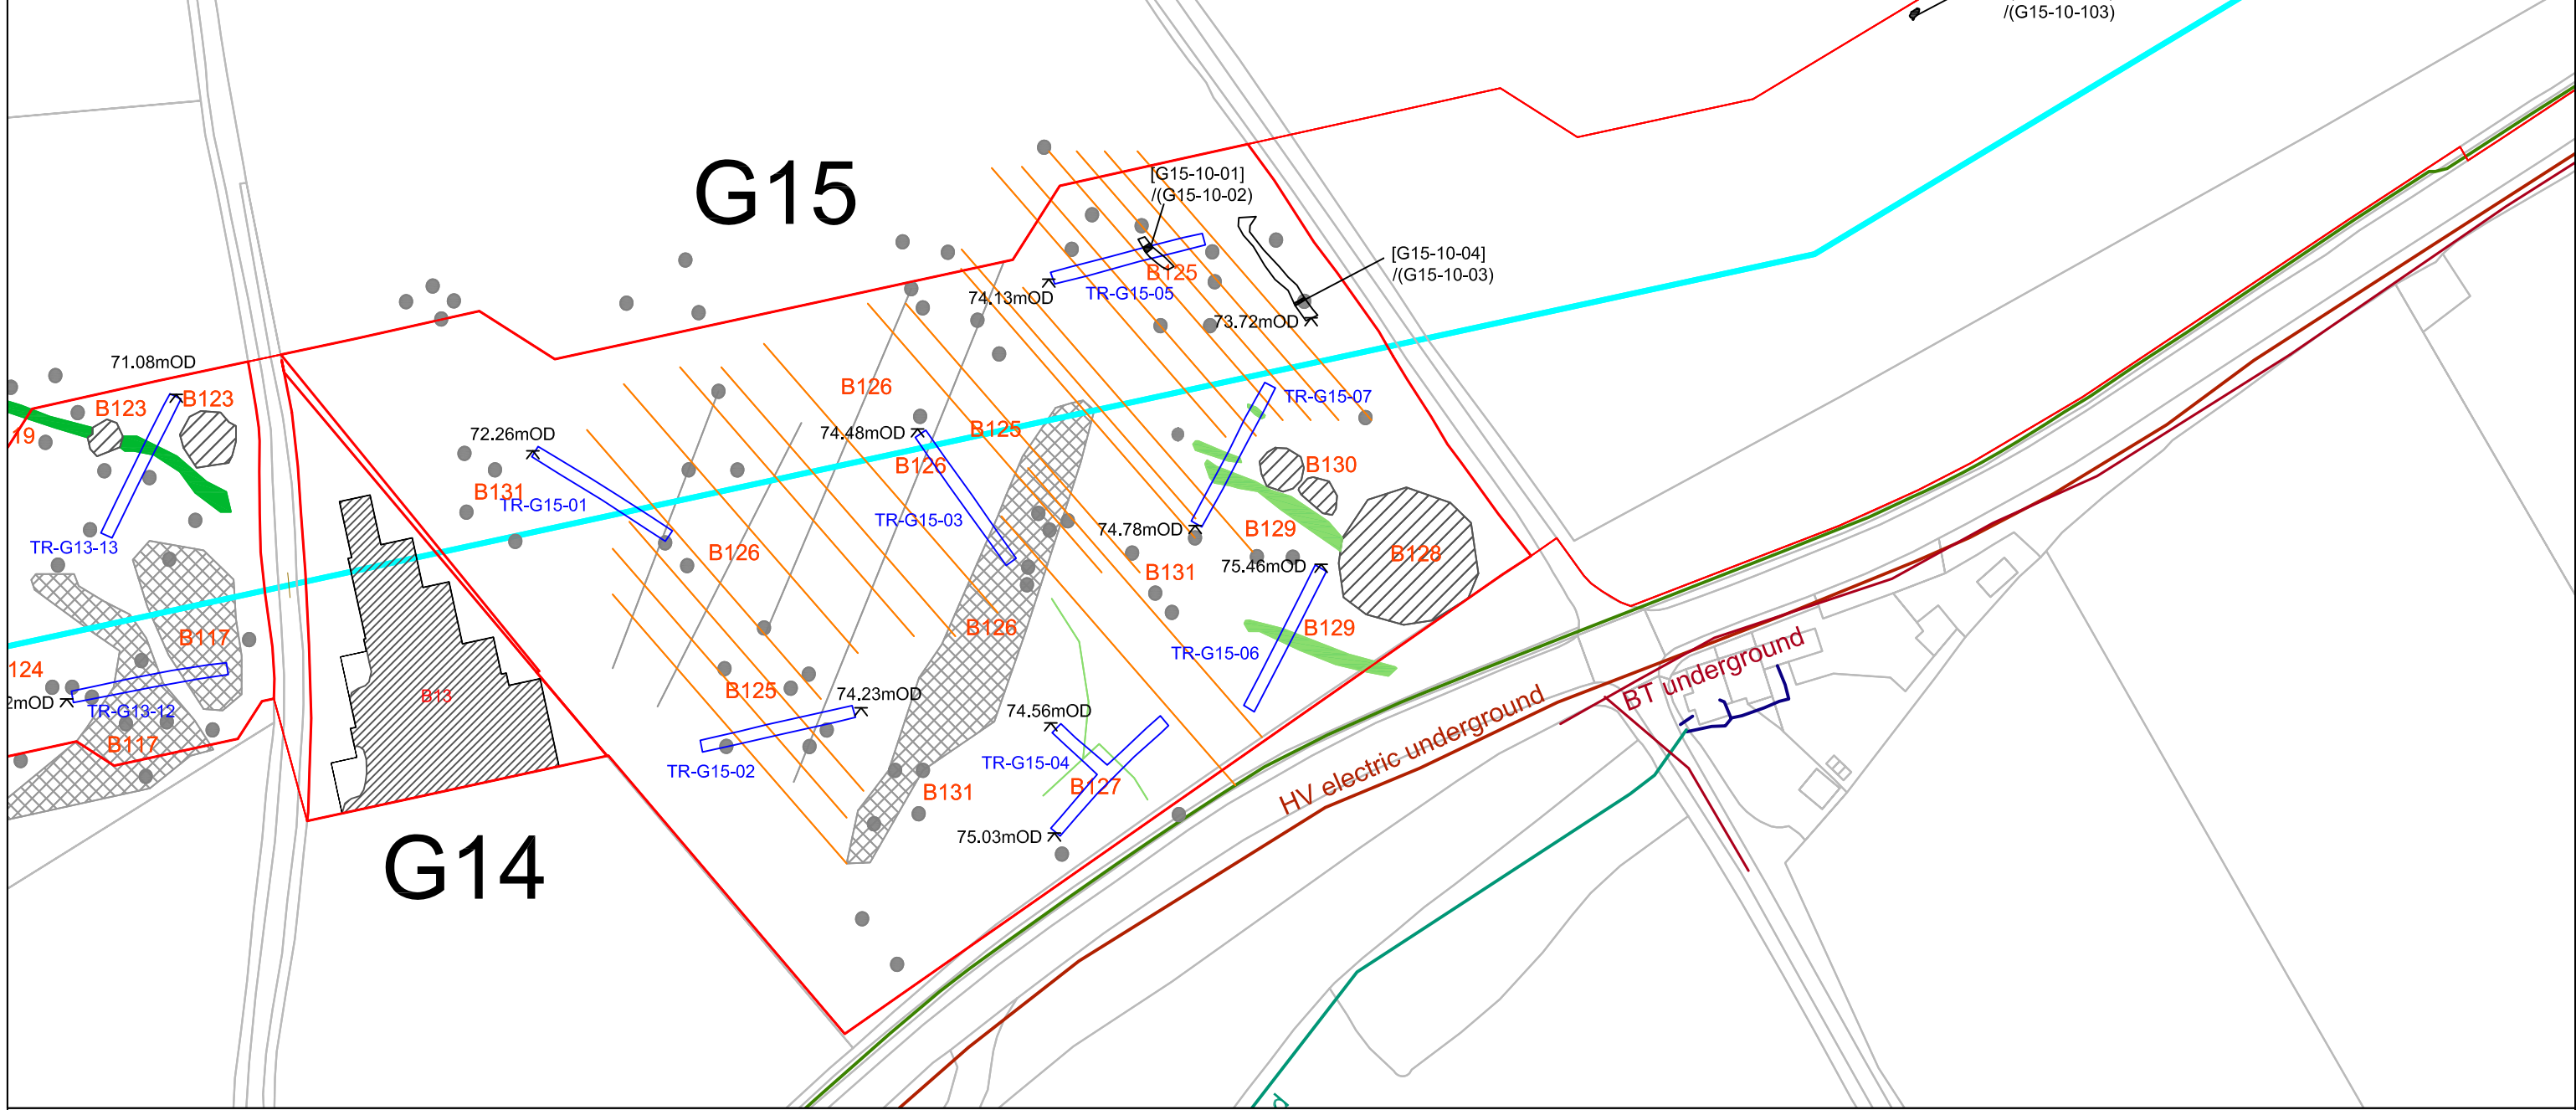 /(G15-10-103)
G15
[G15-10-01]
/(G15-10-02)
B125
TR-G15-05
74.13mOD
[G15-10-04]
/(G15-10-03)
73.72mOD
71.08mOD
B123
B123
19
TR-G13-13
B126
TR-G15-07
72.26mOD
74.48mOD
B125
B126
B131
TR-G15-01
TR-G15-03
B130
74.78mOD
B129
B126
B131
75.46mOD
B128
B117
B126
B129
TR-G15-06
124
2mOD
TR-G13-12
B117
B13
B125
74.23mOD
TR-G15-02
74.56mOD
TR-G15-04
B127
B131
75.03mOD
BT underground
HV electric underground
G14